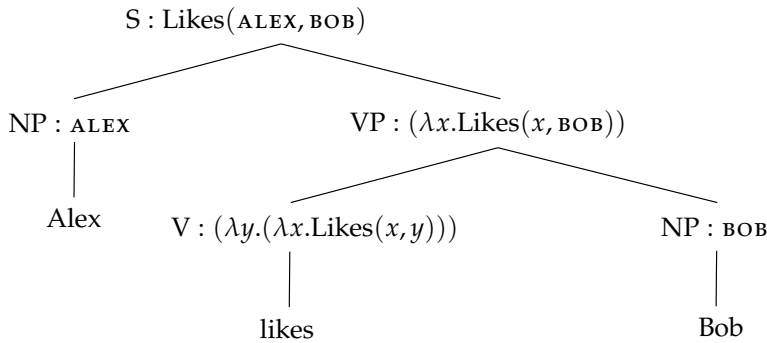 S : Likes(ALEX, BOB)
NP : ALEX VP : (λx.Likes(x, BOB))
Alex V : (λy.(λx.Likes(x, y))) NP : BOB
likes Bob